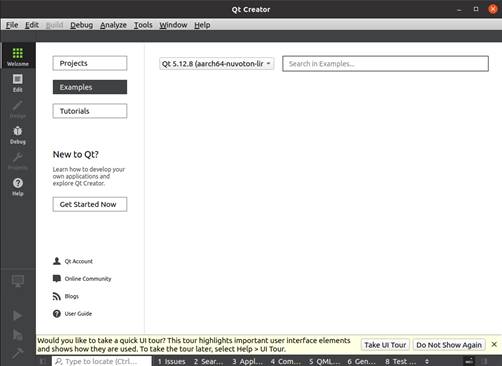 Qt Creator
File Edit Build Debug Analyze Tools Window Help
Welcome
Edit
Design
Debug
Projects
Help
Projects
Examples
Tutorials
Qt 5.12.8 (aarch64-nuvoton-lir
Search in Examples...
New to Qt?
Learn how to develop your
own applications and
explore Qt Creator.
Get Started Now
Qt Account
Online Community
Blogs
User Guide
Would you like to take a quick UI tour? This tour highlights important user interface elements
and shows how they are used. To take the tour later, select Help > UI Tour.
Take UI Tour
Do Not Show Again
Type to locate (Ctrl...
1 Issues
2 Sear...
3 Appl...
4 Com...
5 QML...
6 Gen...
8 Test ...